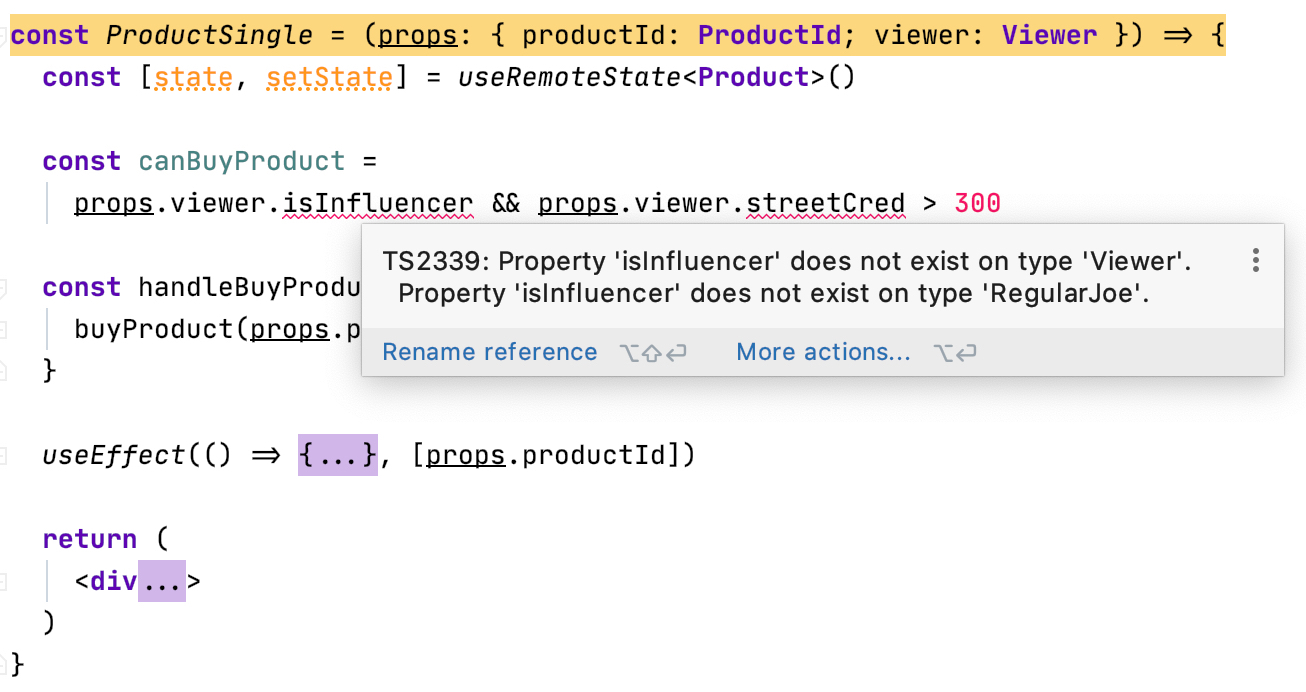 const ProductSingle = (props: { productId: ProductId; viewer: Viewer }) => {
const [state, setState] = useRemoteState<Product>()
const canBuyProduct =
props.viewer.isInfluencer && props.viewer.streetCred > 300
TS2339: Property 'isInfluencer' does not exist on type 'Viewer'.
Property 'isInfluencer' does not exist on type 'RegularJoe'.
Rename reference ⌥⇧⏎ More actions... ⌥⏎
const handleBuyProdu
buyProduct(props.p
}
useEffect(() => {...}, [props.productId])
return (
<div...>
)
}